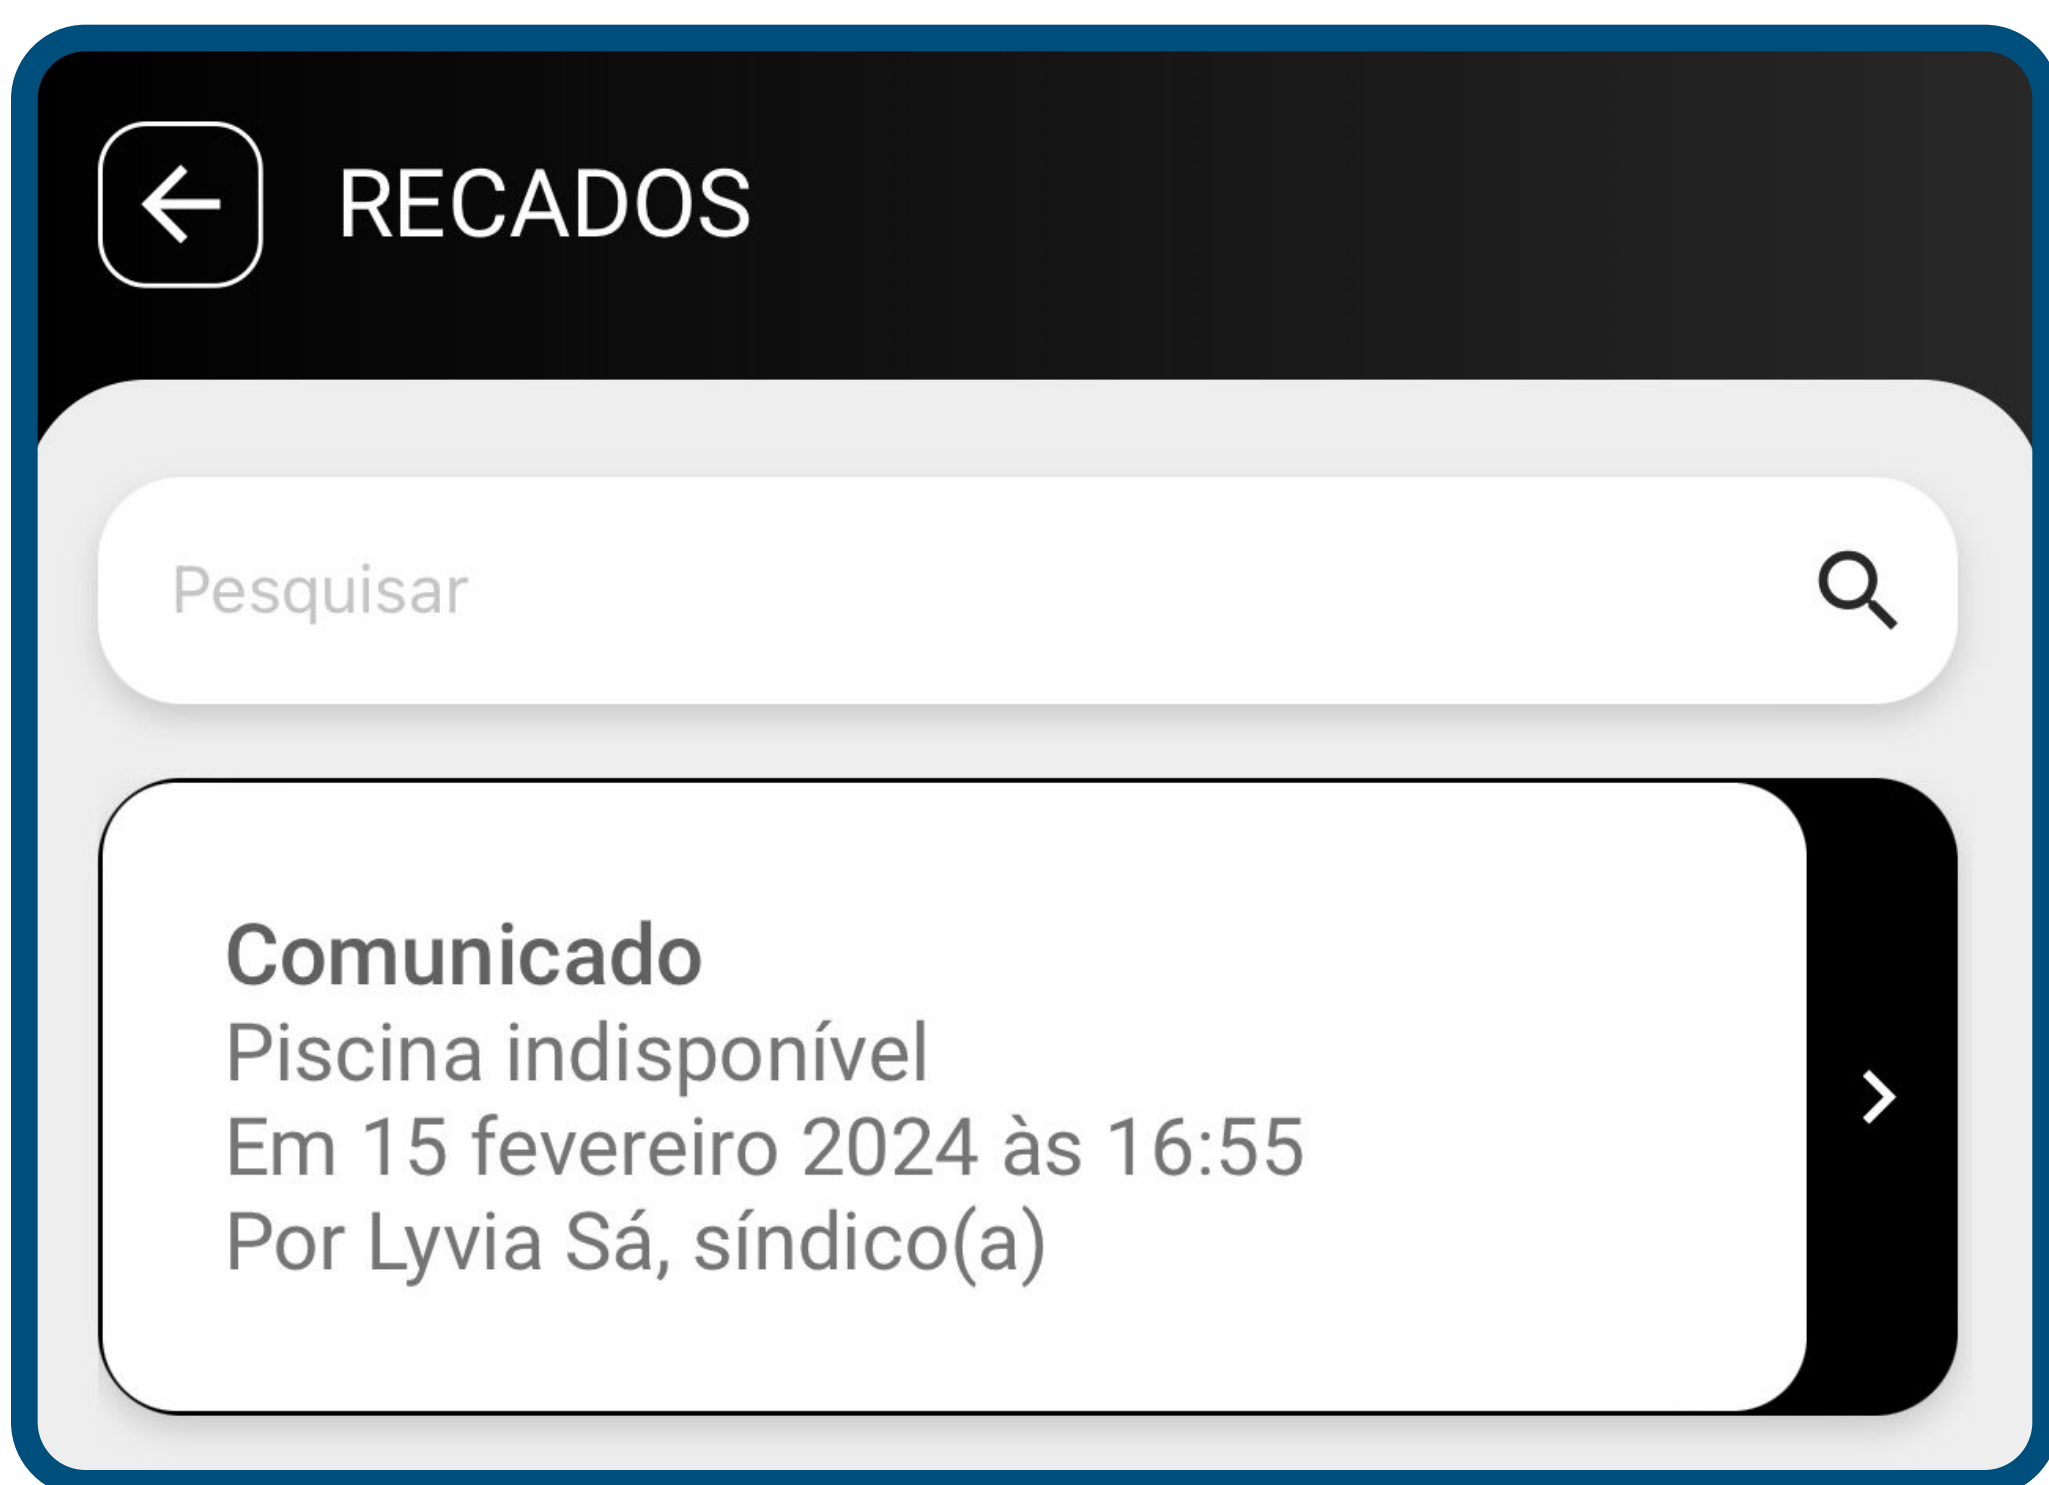 RECADOS
Pesquisar
Comunicado
Piscina indisponível
Em 15 fevereiro 2024 às 16:55
Por Lyvia Sá, síndico(a)